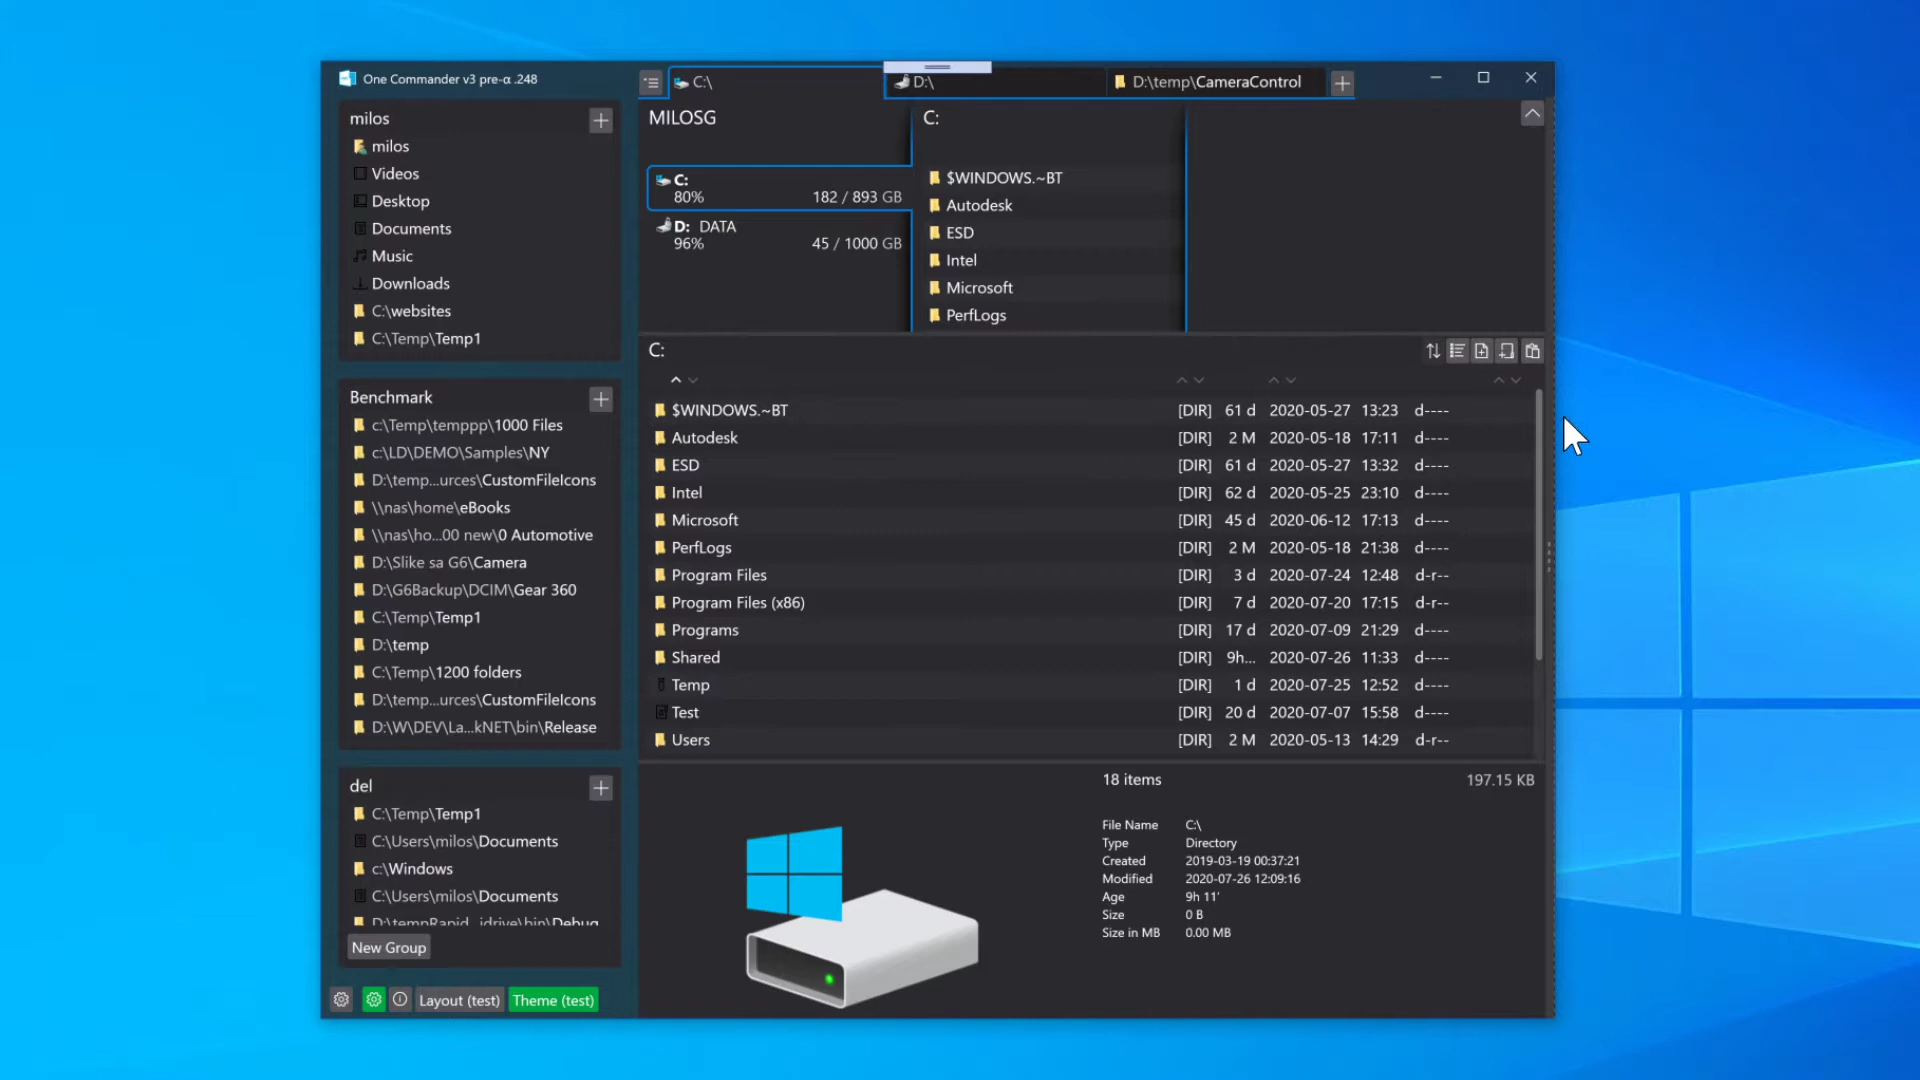 One Commander v3 pre-α .248
C:\
D:\
D:\temp\CameraControl
milos
milos
Videos
Desktop
Documents
Music
Downloads
C:\websites
C:\Temp\Temp1
Benchmark
c:\Temp\temppp\1000 Files
c:\LD\DEMO\Samples\NY
D:\temp...urces\CustomFileIcons
\\nas\home\eBooks
\\nas\ho...00 new\0 Automotive
D:\Slike sa G6\Camera
D:\G6Backup\DCIM\Gear 360
C:\Temp\Temp1
D:\temp
C:\Temp\1200 folders
D:\temp...urces\CustomFileIcons
D:\W\DEV\La...kNET\bin\Release
del
C:\Temp\Temp1
C:\Users\milos\Documents
c:\Windows
C:\Users\milos\Documents
D:\tempRapid...idrive\bin\Debug
New Group
Layout (test)
Theme (test)
MILOSG
C:
80% 182 / 893 GB
D: DATA
96% 45 / 1000 GB
C:
$WINDOWS.~BT
Autodesk
ESD
Intel
Microsoft
PerfLogs
C:
$WINDOWS.~BT [DIR] 61 d 2020-05-27 13:23 d----
Autodesk [DIR] 2 M 2020-05-18 17:11 d----
ESD [DIR] 61 d 2020-05-27 13:32 d----
Intel [DIR] 62 d 2020-05-25 23:10 d----
Microsoft [DIR] 45 d 2020-06-12 17:13 d----
PerfLogs [DIR] 2 M 2020-05-18 21:38 d----
Program Files [DIR] 3 d 2020-07-24 12:48 d-r--
Program Files (x86) [DIR] 7 d 2020-07-20 17:15 d-r--
Programs [DIR] 17 d 2020-07-09 21:29 d----
Shared [DIR] 9h... 2020-07-26 11:33 d----
Temp [DIR] 1 d 2020-07-25 12:52 d----
Test [DIR] 20 d 2020-07-07 15:58 d----
Users [DIR] 2 M 2020-05-13 14:29 d-r--
18 items 197.15 KB
File Name C:\
Type Directory
Created 2019-03-19 00:37:21
Modified 2020-07-26 12:09:16
Age 9h 11'
Size 0 B
Size in MB 0.00 MB